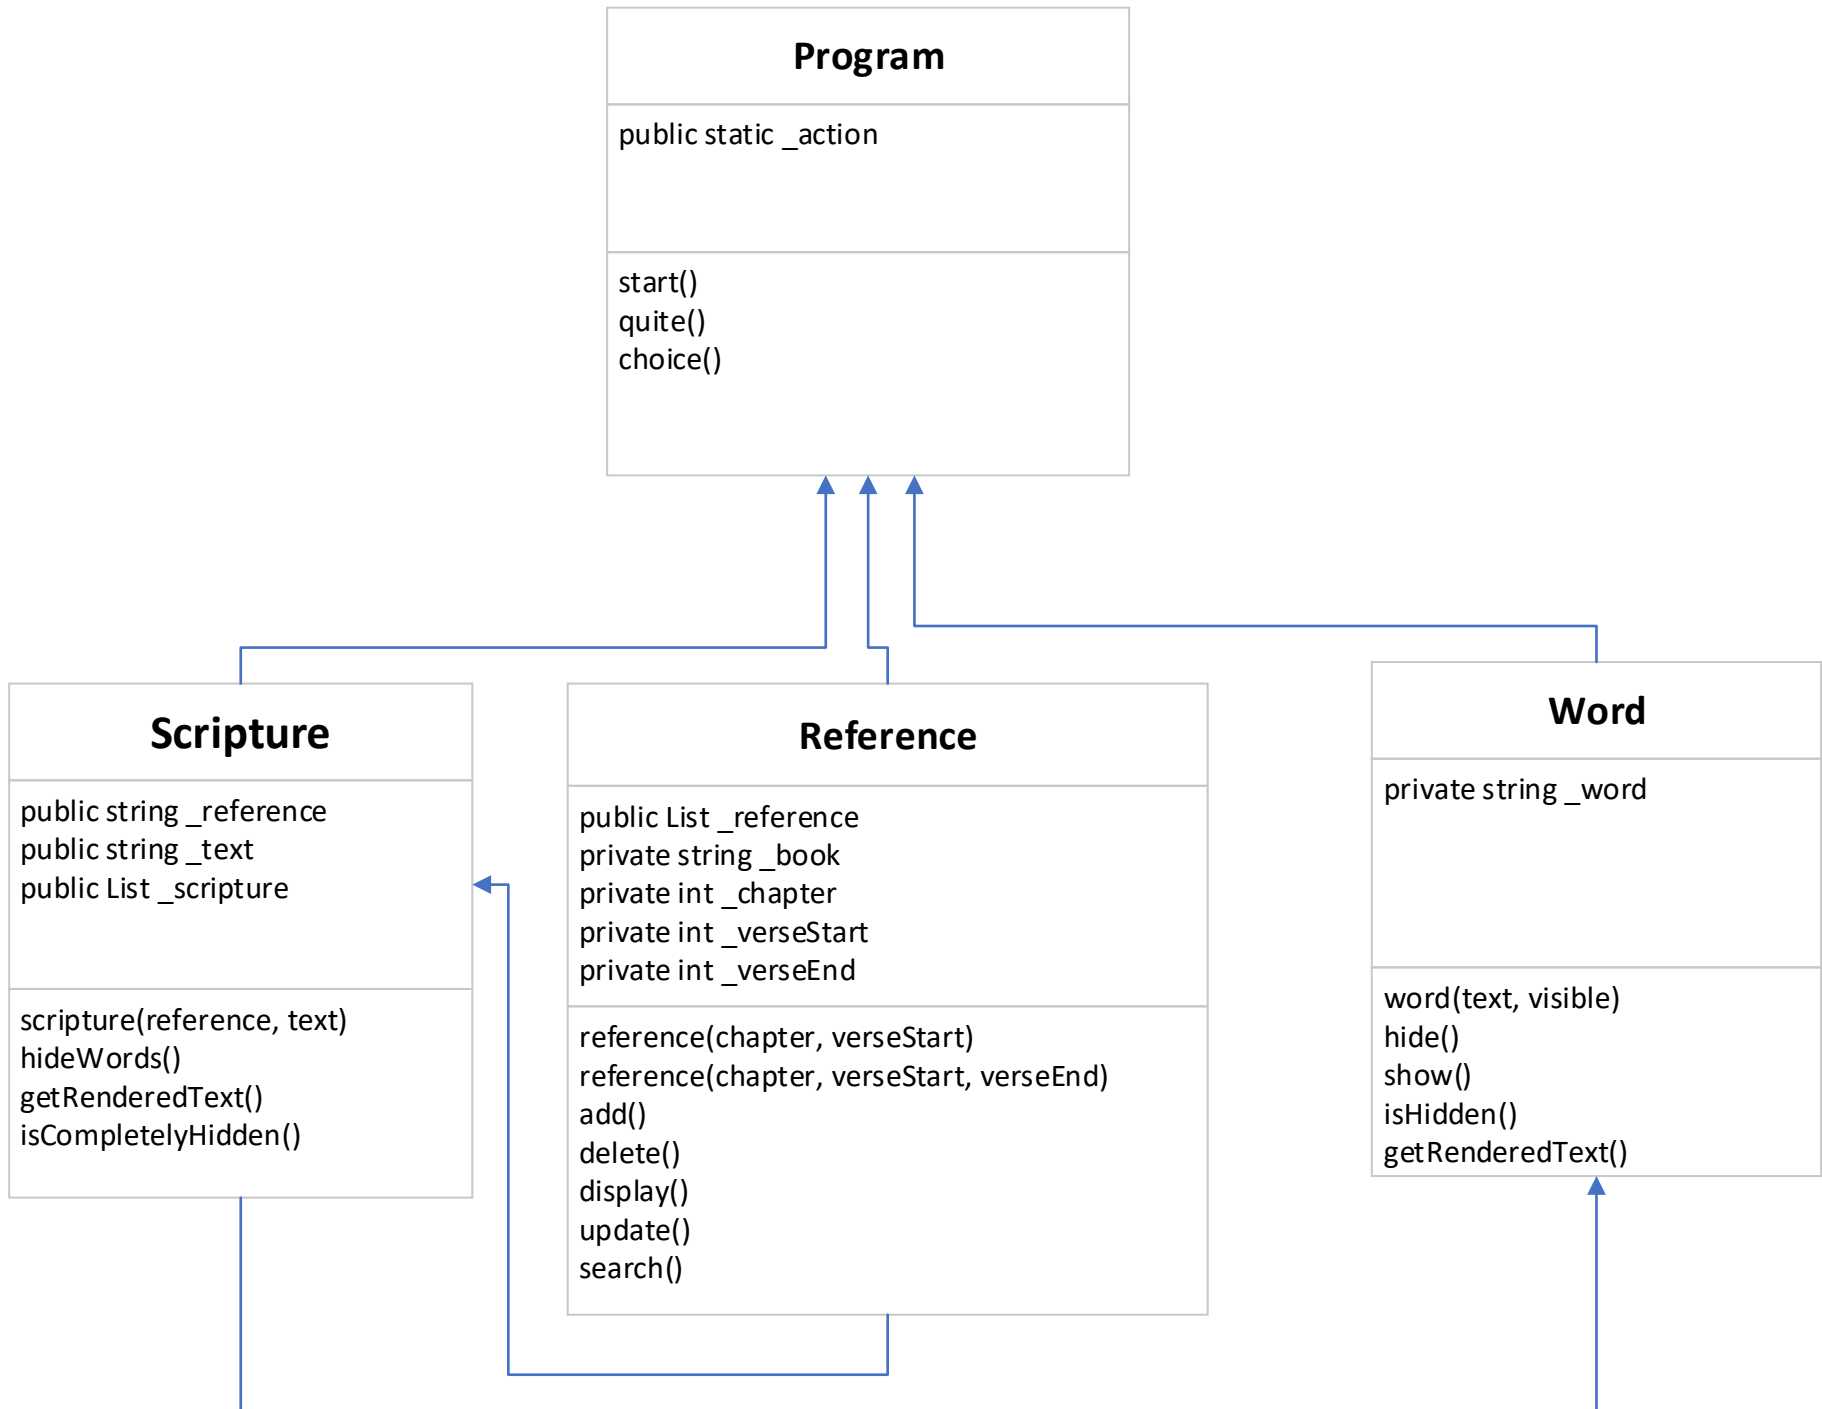 Program
public static _action
start()
quite()
choice()
Scripture
public string _reference
public string _text
public List _scripture
scripture(reference, text)
hideWords()
getRenderedText()
isCompletelyHidden()
Reference
public List _reference
private string _book
private int _chapter
private int _verseStart
private int _verseEnd
reference(chapter, verseStart)
reference(chapter, verseStart, verseEnd)
add()
delete()
display()
update()
search()
Word
private string _word
word(text, visible)
hide()
show()
isHidden()
getRenderedText()